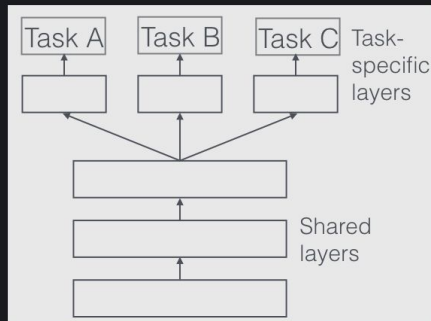 Task A
Task B
Task C
Task-
specific
layers
Shared
layers